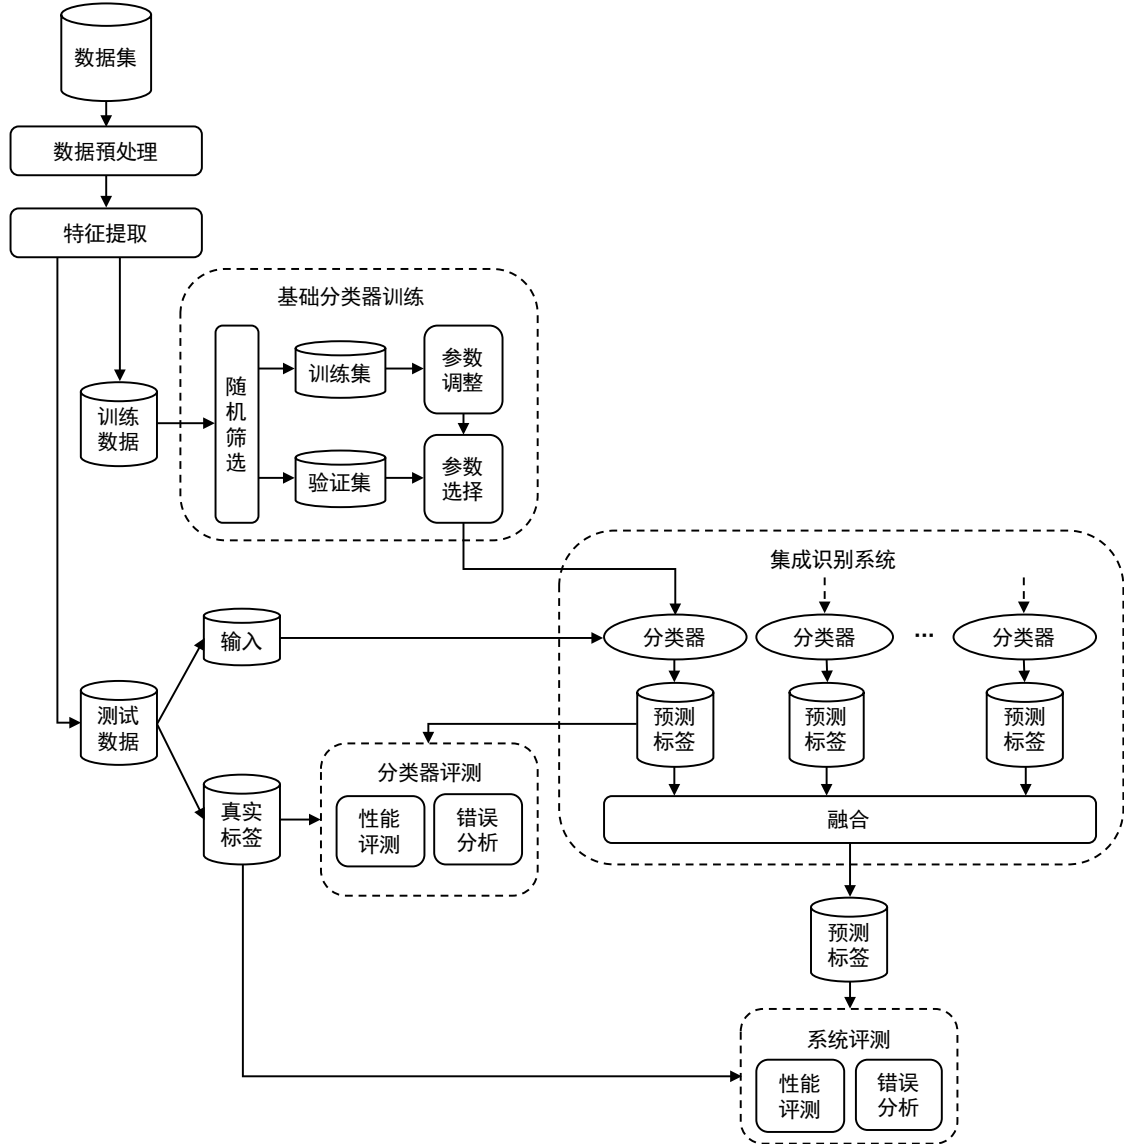 数据集
数据預处理
特征提取
基础分类器训练
随
机
筛
选
训练集
参数
调整
训练
数据
验证集
参数
选择
集成识别系统
输入
分类器
分类器
...
分类器
测试
数据
预测
标签
预测
标签
预测
标签
真实
标签
分类器评测
性能
评测
错误
分析
融合
预测
标签
系统评测
性能
评测
错误
分析